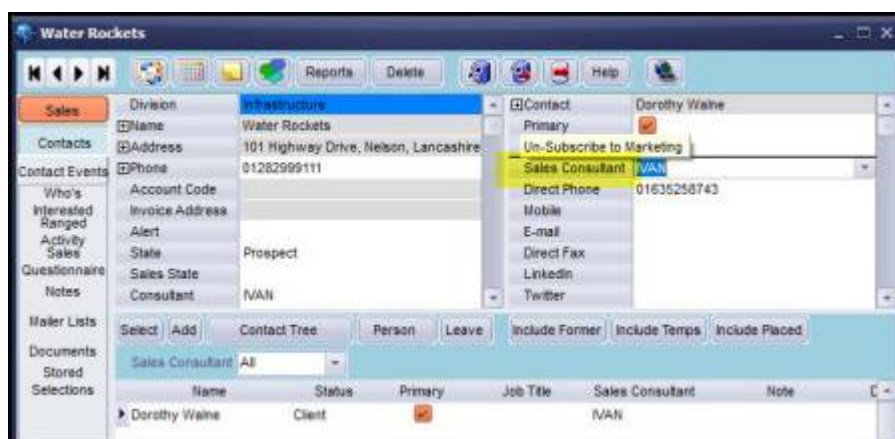 Water Rockets
Reports Delete Help
Sales
Contacts
Contact Events
Who's Interested
Ranged Activity
Sales Questionnaire
Notes
Mailer Lists
Documents
Stored Selections
Division Infrastructure
Name Water Rockets
Address 101 Highway Drive, Nelson, Lancashire
Phone 01282999111
Account Code
Invoice Address
Alert
State Prospect
Sales State
Consultant IVAN
Contact Dorothy Waine
Primary
Un-Subscribe to Marketing
Sales Consultant IVAN
Direct Phone 01635258743
Mobile
E-mail
Direct Fax
LinkedIn
Twitter
Select Add Contact Tree Person Leave Include Former Include Temps Include Placed
Sales Consultant All
Name Status Primary Job Title Sales Consultant Note
Dorothy Waine Client IVAN